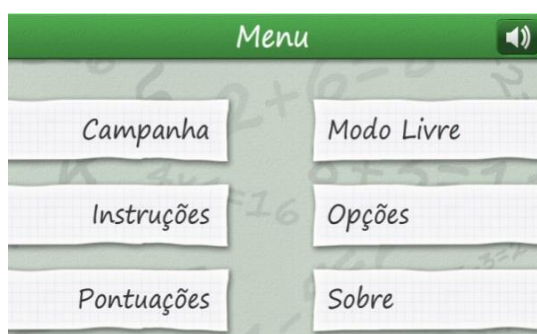 Menu
Campanha
Modo Livre
Instruções
Opções
Pontuações
Sobre